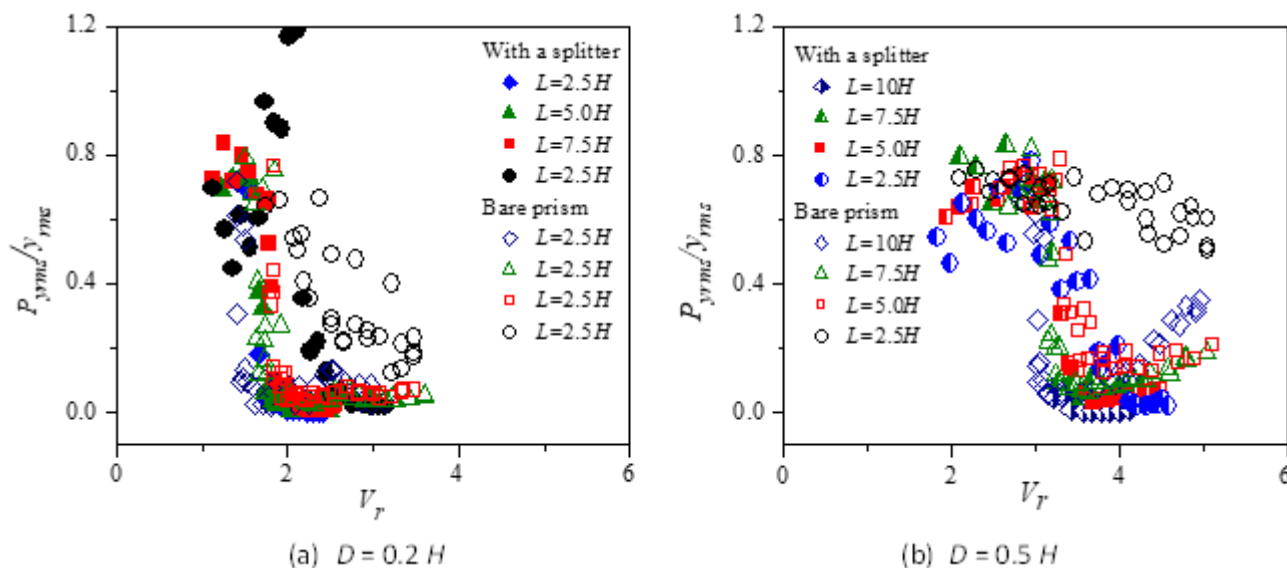 1.2
0.8
0.4
0.0
P_yrms/y_rms
With a splitter
L=2.5H
L=5.0H
L=7.5H
L=2.5H
Bare prism
L=2.5H
L=2.5H
L=2.5H
L=2.5H
0 2 4 6
V_r
(a) D = 0.2 H
1.2
0.8
0.4
0.0
P_yrms/y_rms
With a splitter
L=10H
L=7.5H
L=5.0H
L=2.5H
Bare prism
L=10H
L=7.5H
L=5.0H
L=2.5H
0 2 4 6
V_r
(b) D = 0.5 H